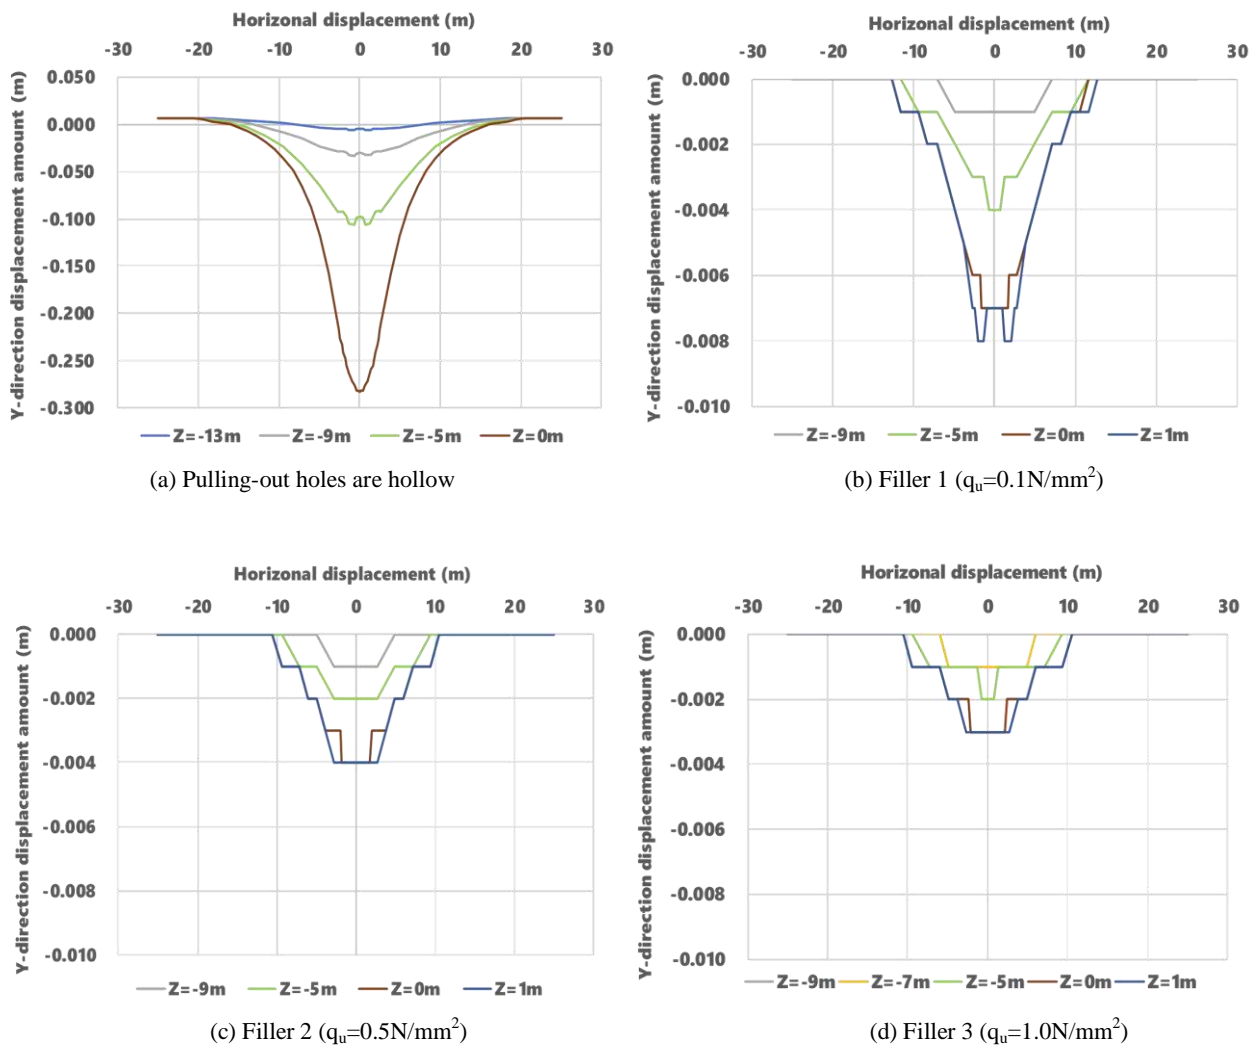 Horizonal displacement (m)
-30 -20 -10 0 10 20 30
Y-direction displacement amount (m)
0.050
0.000
-0.050
-0.100
-0.150
-0.200
-0.250
-0.300
Z=-13m Z=-9m Z=-5m Z=0m
(a) Pulling-out holes are hollow
Horizonal displacement (m)
-30 -20 -10 0 10 20 30
Y-direction displacement amount (m)
0.000
-0.002
-0.004
-0.006
-0.008
-0.010
Z=-9m Z=-5m Z=0m Z=1m
(b) Filler 1 (qu=0.1N/mm²)
Horizonal displacement (m)
-30 -20 -10 0 10 20 30
Y-direction displacement amount (m)
0.000
-0.002
-0.004
-0.006
-0.008
-0.010
Z=-9m Z=-5m Z=0m Z=1m
(c) Filler 2 (qu=0.5N/mm²)
Horizonal displacement (m)
-30 -20 -10 0 10 20 30
Y-direction displacement amount (m)
0.000
-0.002
-0.004
-0.006
-0.008
-0.010
Z=-9m Z=-7m Z=-5m Z=0m Z=1m
(d) Filler 3 (qu=1.0N/mm²)